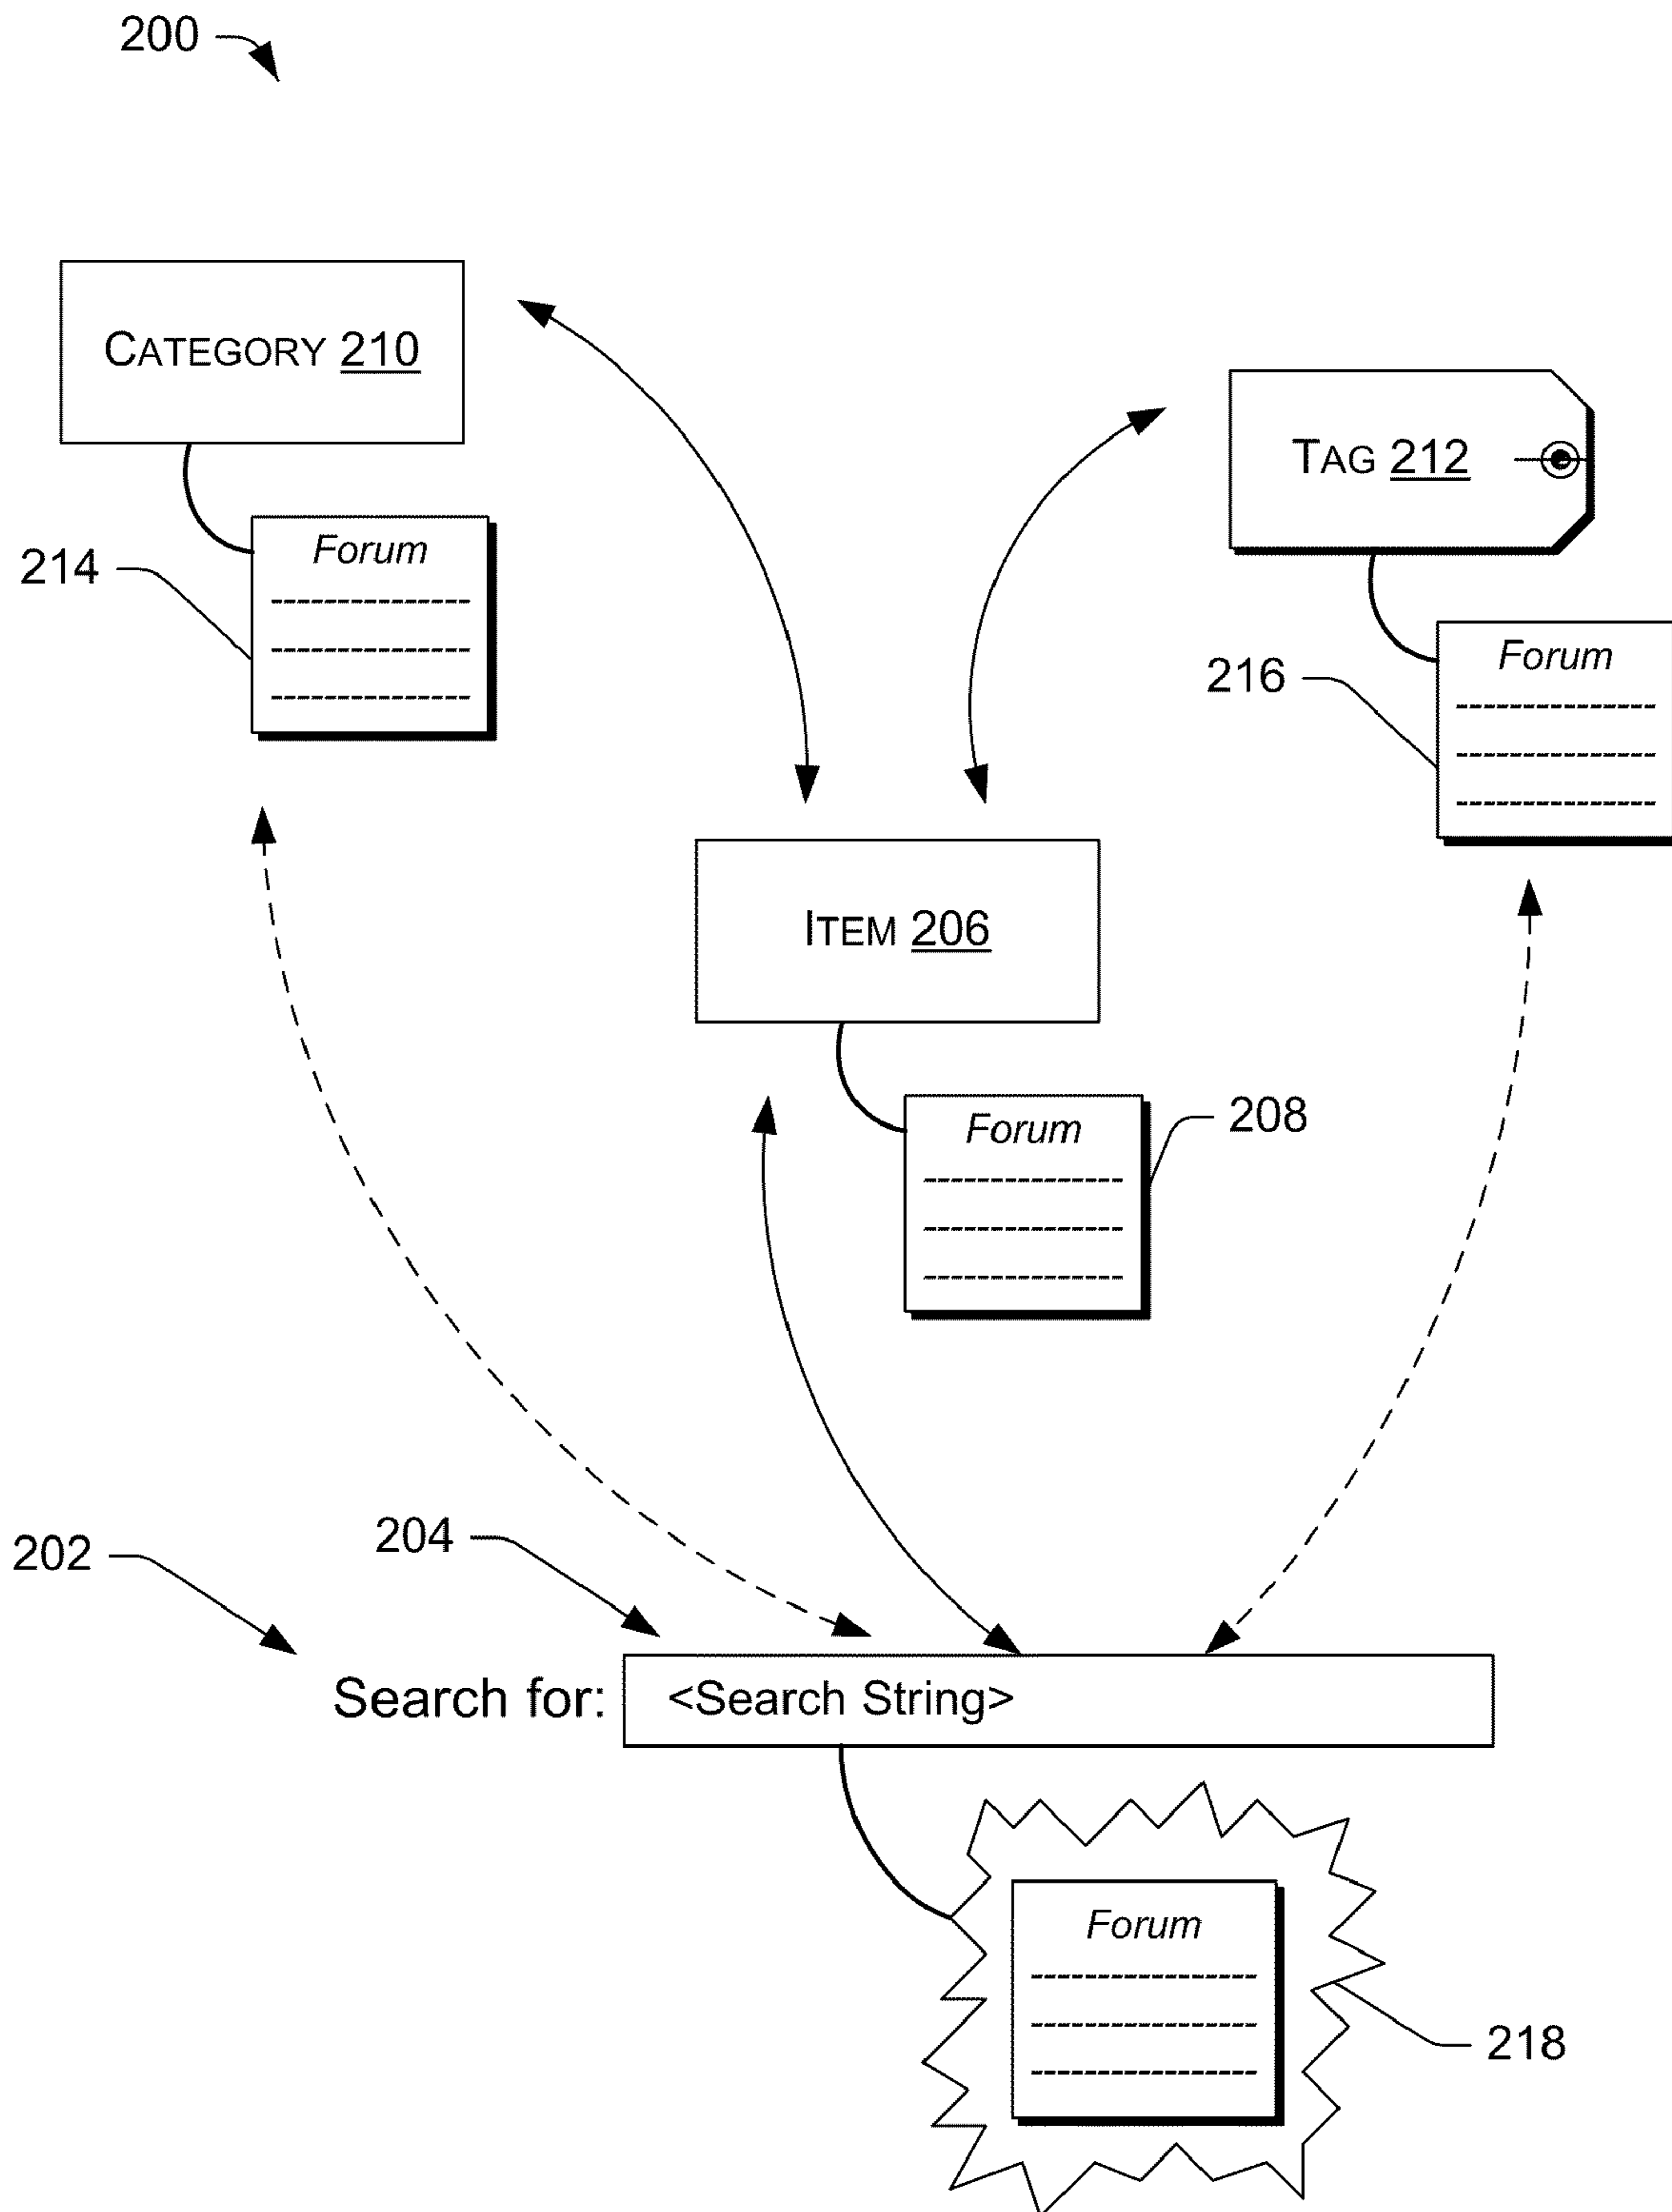 200
CATEGORY 210
TAG 212
Forum
214
Forum
216
ITEM 206
Forum
208
202
204
Search for:
<Search String>
Forum
218